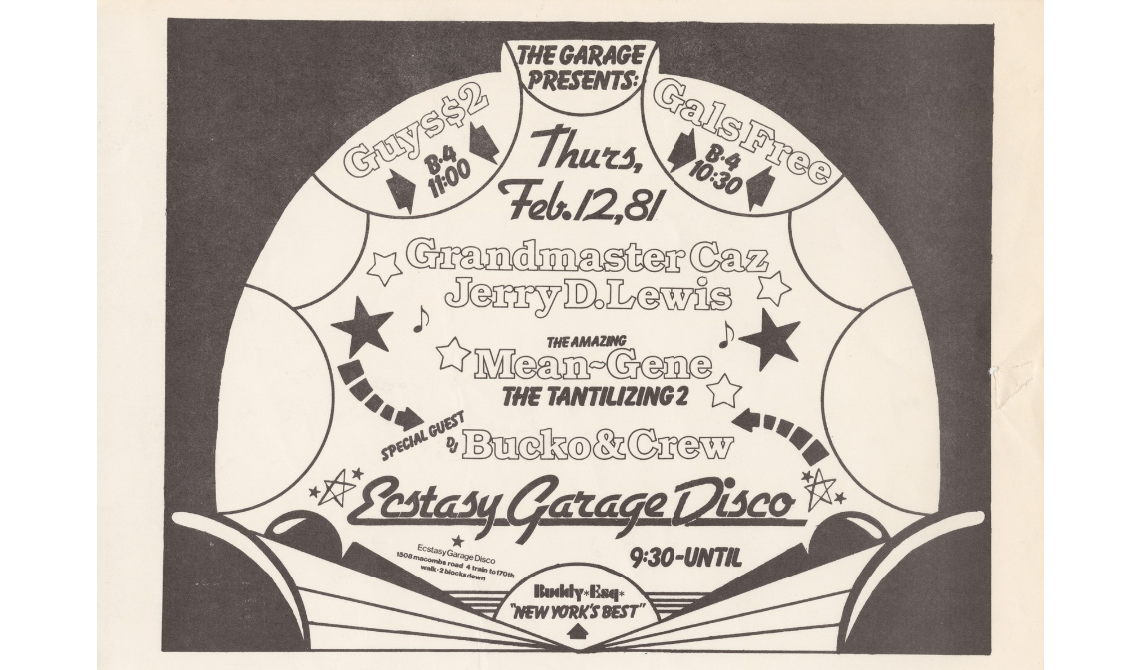 THE GARAGE
PRESENTS:
Guys $2
B-4
11:00
Gals Free
B-4
10:30
Thurs,
Feb. 12, 81
Grandmaster Caz
Jerry D. Lewis
THE AMAZING
Mean~Gene
THE TANTILIZING 2
SPECIAL GUEST
DJ Bucko & Crew
Ecstasy Garage Disco
Ecstasy Garage Disco
1508 macombs road 4 train to 170th
walk-2 blocks down
9:30-UNTIL
Buddy*Esq*
"NEW YORK'S BEST"